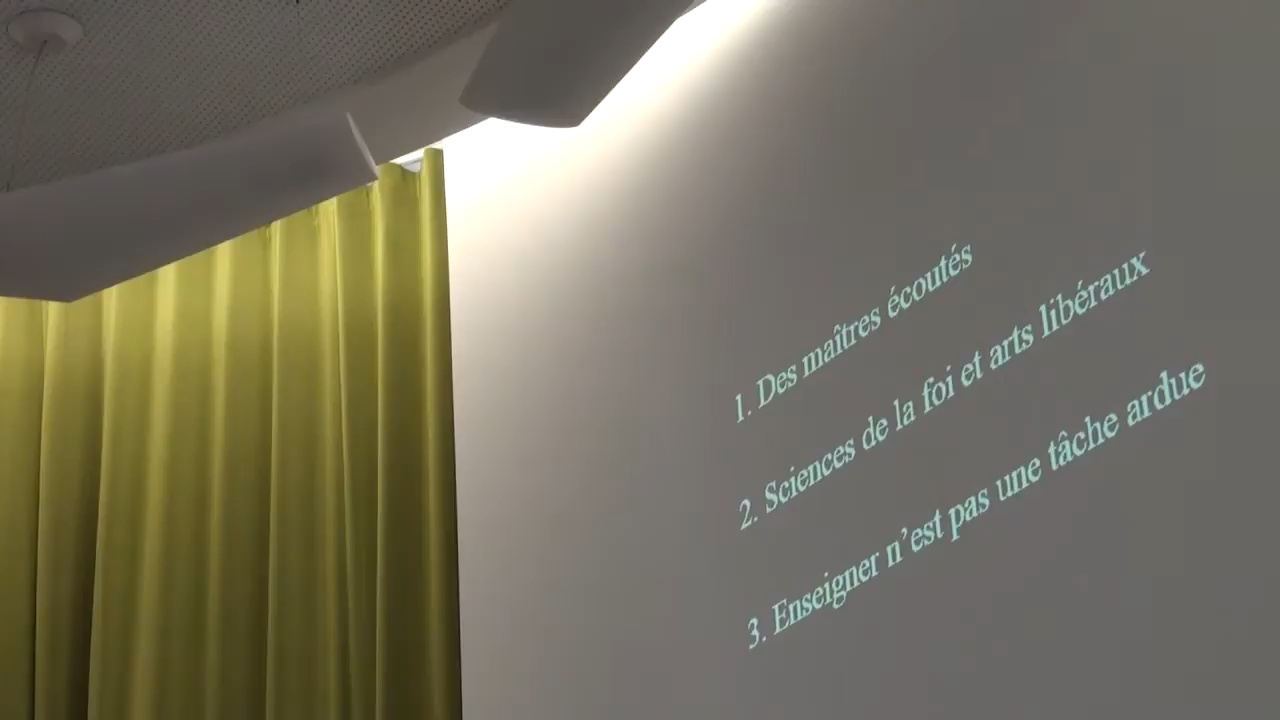 1. Des maîtres écoutés
2. Sciences de la foi et arts libéraux
3. Enseigner n’est pas une tâche ardue